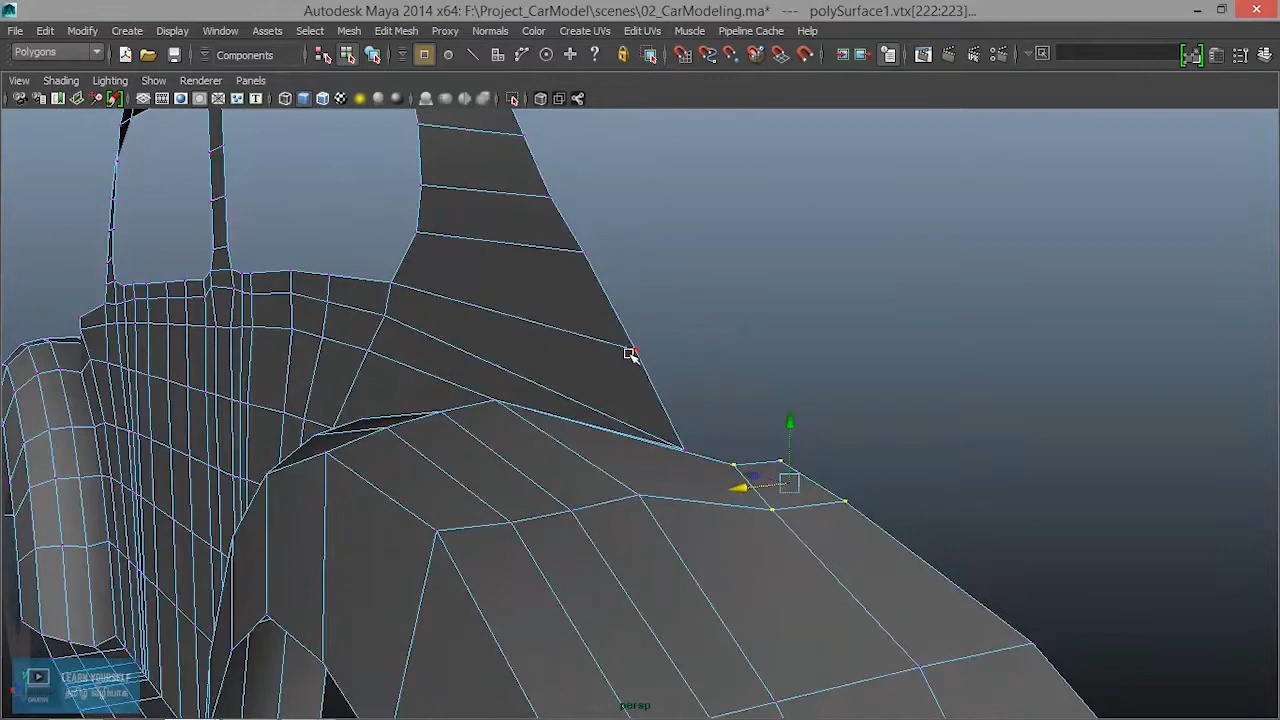 Autodesk Maya 2014 x64: F:\Project_CarModel\scenes\02_CarModeling.ma* --- polySurface1.vtx[222:223]...
File Edit Modify Create Display Window Assets Select Mesh Edit Mesh Proxy Normals Color Create UVs Edit UVs Muscle Pipeline Cache Help
Polygons Components
View Shading Lighting Show Renderer Panels
LEARN YOURSELF
persp